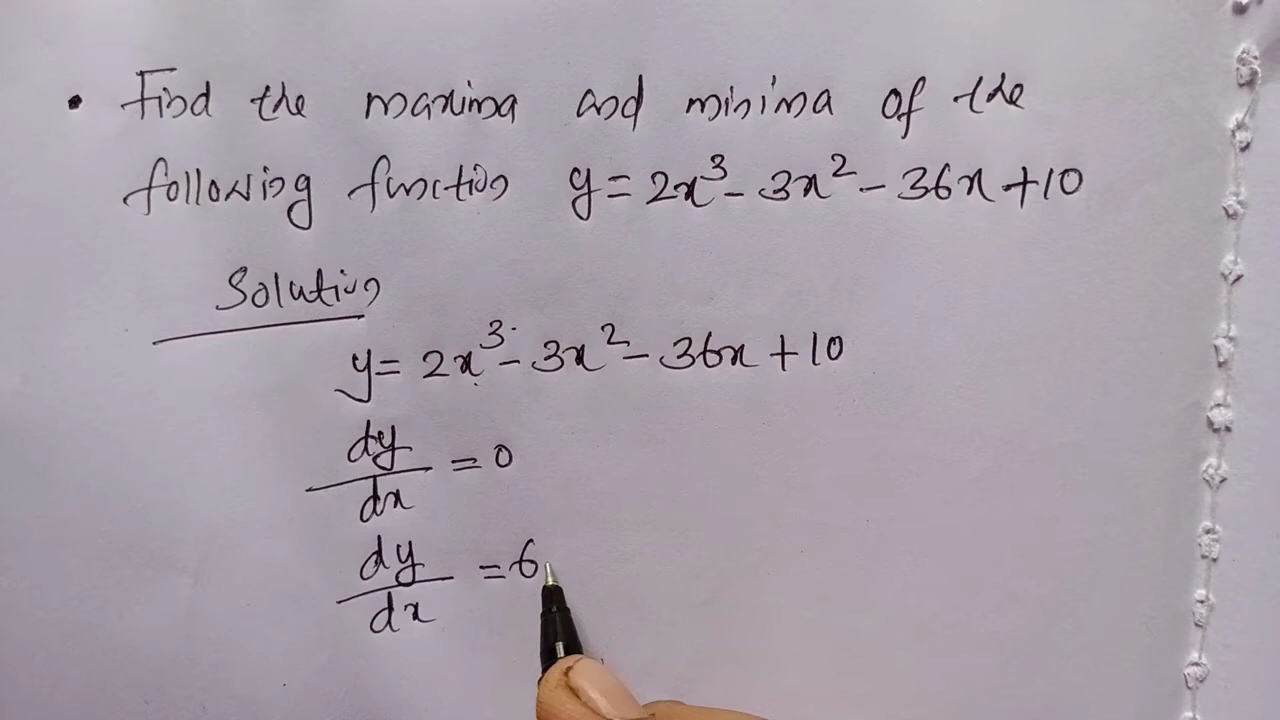 • Find the maxima and minima of the
following function y = 2x³ - 3x² - 36x + 10
Solution
y = 2x³ - 3x² - 36x + 10
dy/dx = 0
dy/dx = 6